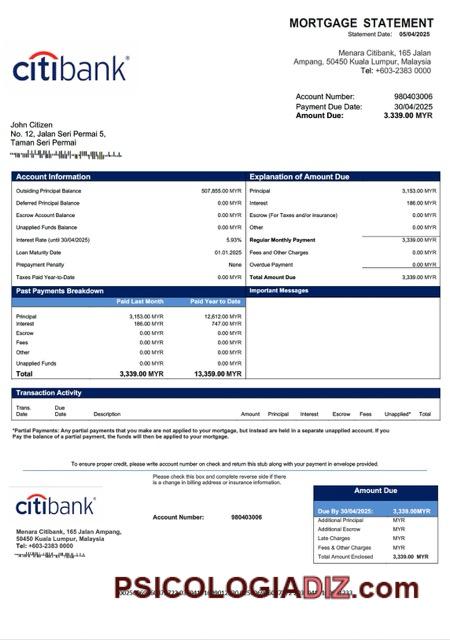 MORTGAGE STATEMENT
Statement Date: 05/04/2025
citibank®
Menara Citibank, 165 Jalan
Ampang, 50450 Kuala Lumpur, Malaysia
Tel: +603-2383 0000
Account Number: 980403006
Payment Due Date: 30/04/2025
Amount Due: 3.339.00 MYR
John Citizen
No. 12, Jalan Seri Permai 5,
Taman Seri Permai
Account Information
Outsiding Principal Balance 507,855.00 MYR
Deferred Principal Balance 0.00 MYR
Escrow Account Balance 0.00 MYR
Unapplied Funds Balance 0.00 MYR
Interest Rate (until 30/04/2025) 5.93%
Loan Maturity Date 01.01.2025
Prepayment Penalty None
Taxes Paid Year-to-Date 0.00 MYR
Explanation of Amount Due
Principal 3,153.00 MYR
Interest 186.00 MYR
Escrow (For Taxes and/or Insurance) 0.00 MYR
Other 0.00 MYR
Regular Monthly Payment 3,339.00 MYR
Fees and Other Charges 0.00 MYR
Overdue Payment 0.00 MYR
Total Amount Due 3,339.00 MYR
Past Payments Breakdown
Paid Last Month Paid Year to Date
Principal 3,153.00 MYR 12,612.00 MYR
Interest 186.00 MYR 747.00 MYR
Escrow 0.00 MYR 0.00 MYR
Fees 0.00 MYR 0.00 MYR
Other 0.00 MYR 0.00 MYR
Unapplied Funds 0.00 MYR 0.00 MYR
Total 3,339.00 MYR 13,359.00 MYR
Important Messages
Transaction Activity
Trans. Date Due Date Description Amount Principal Interest Escrow Fees Unapplied* Total
*Partial Payments: Any partial payments that you make are not applied to your mortgage, but instead are held in a separate unapplied account. If you
Pay the balance of a partial payment, the funds will then be applied to your mortgage.
To ensure proper credit, please write account number on check and return this stub along with your payment in envelope provided.
Please check this box and complete reverse side if there
is a change in billing address or insurance information.
citibank®
Account Number: 980403006
Menara Citibank, 165 Jalan Ampang,
50450 Kuala Lumpur, Malaysia
Tel: +603-2383 0000
Amount Due
Due By 30/04/2025: 3,339.00MYR
Additional Principal MYR
Additional Escrow MYR
Late Charges MYR
Fees & Other Charges MYR
Total Amount Enclosed 3,339.00 MYR
PSICOLOGIADIZ.com